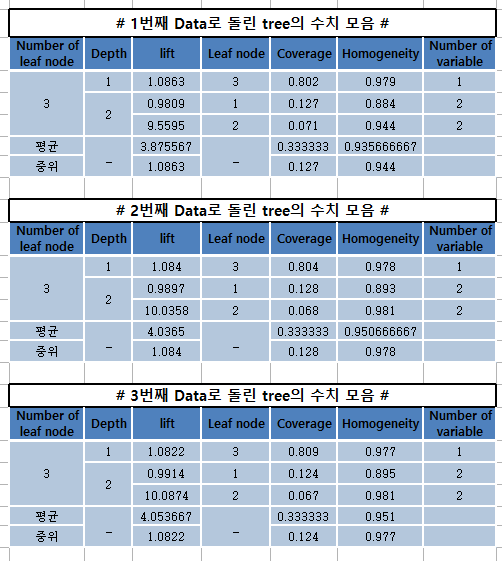 # 1번째 Data로 돌린 tree의 수치 모음 #
Number of leaf node Depth lift Leaf node Coverage Homogeneity Number of variable
3 1 1.0863 3 0.802 0.979 1
2 0.9809 1 0.127 0.884 2
9.5595 2 0.071 0.944 2
평균 – 3.875567 – 0.333333 0.935666667
중위 1.0863 0.127 0.944
# 2번째 Data로 돌린 tree의 수치 모음 #
Number of leaf node Depth lift Leaf node Coverage Homogeneity Number of variable
3 1 1.084 3 0.804 0.978 1
2 0.9897 1 0.128 0.893 2
10.0358 2 0.068 0.981 2
평균 – 4.0365 – 0.333333 0.950666667
중위 1.084 0.128 0.978
# 3번째 Data로 돌린 tree의 수치 모음 #
Number of leaf node Depth lift Leaf node Coverage Homogeneity Number of variable
3 1 1.0822 3 0.809 0.977 1
2 0.9914 1 0.124 0.895 2
10.0874 2 0.067 0.981 2
평균 – 4.053667 – 0.333333 0.951
중위 1.0822 0.124 0.977